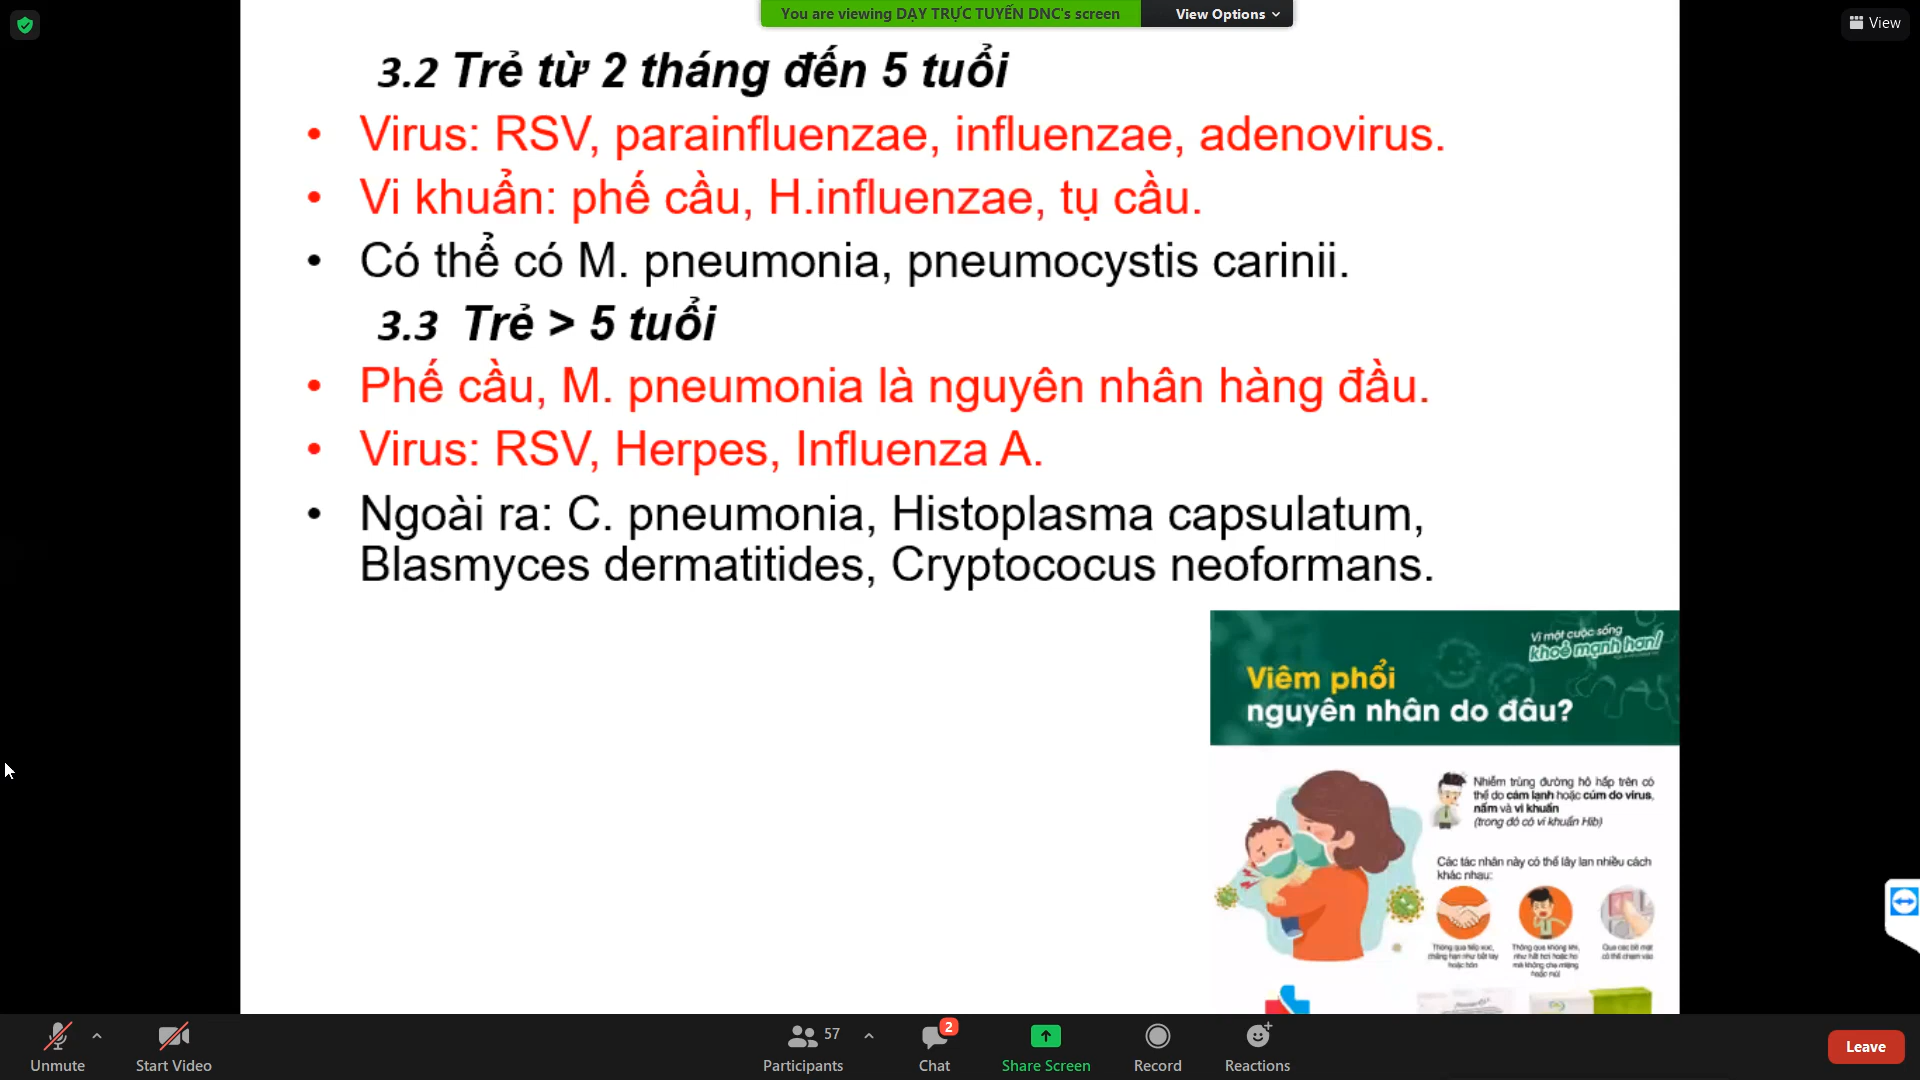 You are viewing DẠY TRỰC TUYẾN DNC's screen
View Options
View
3.2 Trẻ từ 2 tháng đến 5 tuổi
• Virus: RSV, parainfluenzae, influenzae, adenovirus.
• Vi khuẩn: phế cầu, H.influenzae, tụ cầu.
• Có thể có M. pneumonia, pneumocystis carinii.
3.3 Trẻ > 5 tuổi
• Phế cầu, M. pneumonia là nguyên nhân hàng đầu.
• Virus: RSV, Herpes, Influenza A.
• Ngoài ra: C. pneumonia, Histoplasma capsulatum,
Blasmyces dermatitides, Cryptococus neoformans.
Vì một cuộc sống
khoẻ mạnh hơn!
Viêm phổi
nguyên nhân do đâu?
Nhiễm trùng đường hô hấp trên có
thể do cảm lạnh hoặc cúm do virus,
nấm và vi khuẩn
(trong đó có vi khuẩn Hib)
Các tác nhân này có thể lây lan nhiều cách
khác nhau:
Thông qua tiếp xúc,
chẳng hạn như bắt tay
hoặc hôn
Thông qua không khí,
như hắt hơi hoặc ho
mà không che miệng
hoặc mũi
Qua các bề mặt
có thể chạm vào
Unmute
Start Video
57
Participants
2
Chat
Share Screen
Record
Reactions
Leave